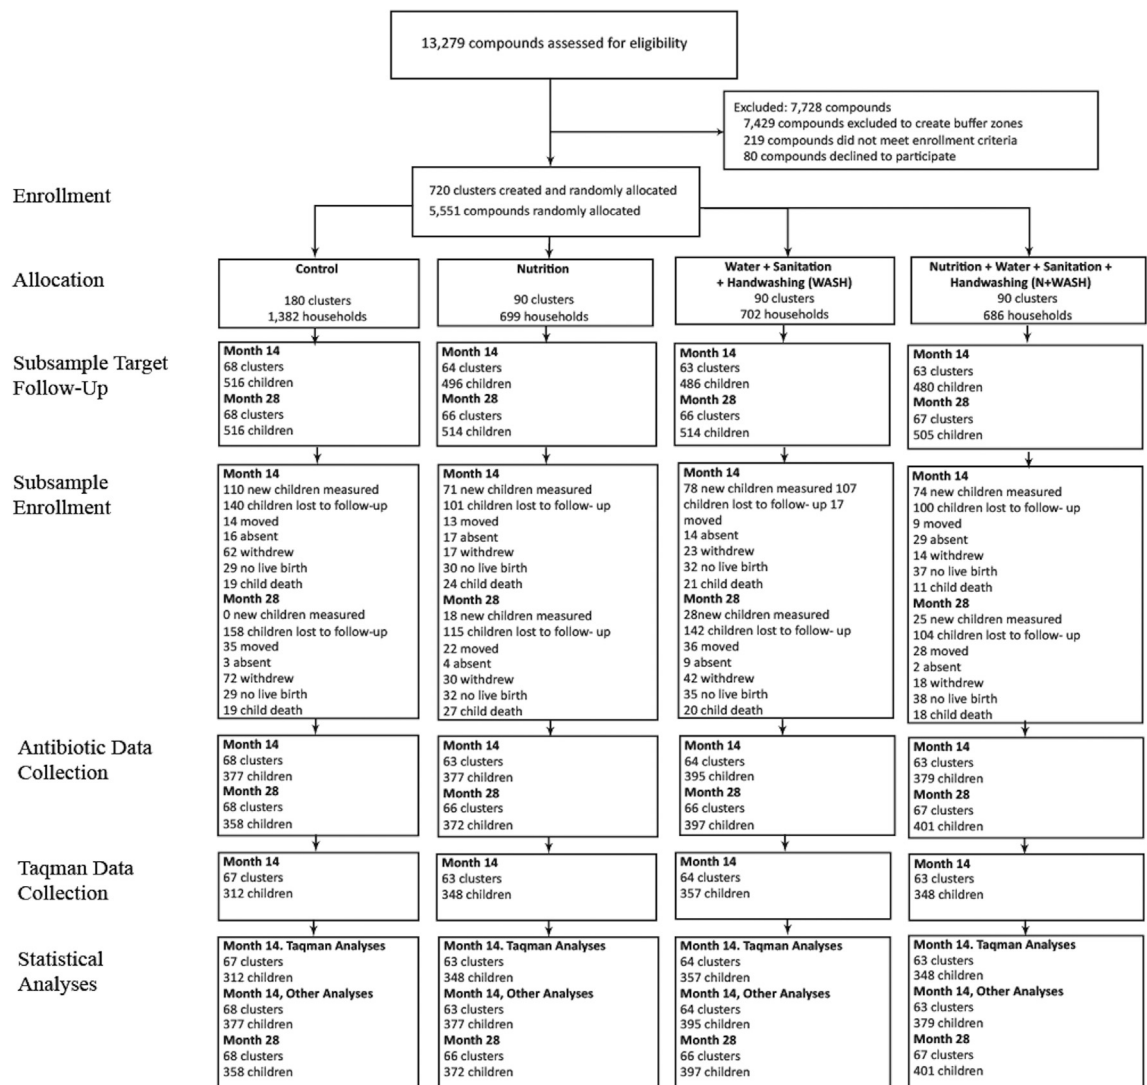 13,279 compounds assessed for eligibility
Excluded: 7,728 compounds
7,429 compounds excluded to create buffer zones
219 compounds did not meet enrollment criteria
80 compounds declined to participate
Enrollment
720 clusters created and randomly allocated
5,551 compounds randomly allocated
Allocation
Control
180 clusters
1,382 households
Nutrition
90 clusters
699 households
Water + Sanitation
+ Handwashing (WASH)
90 clusters
702 households
Nutrition + Water + Sanitation +
Handwashing (N+WASH)
90 clusters
686 households
Subsample Target
Follow-Up
Month 14
68 clusters
516 children
Month 28
68 clusters
516 children
Month 14
64 clusters
496 children
Month 28
66 clusters
514 children
Month 14
63 clusters
486 children
Month 28
66 clusters
514 children
Month 14
63 clusters
480 children
Month 28
67 clusters
505 children
Subsample
Enrollment
Month 14
110 new children measured
140 children lost to follow-up
14 moved
16 absent
62 withdrew
29 no live birth
19 child death
Month 28
0 new children measured
158 children lost to follow-up
35 moved
3 absent
72 withdrew
29 no live birth
19 child death
Month 14
71 new children measured
101 children lost to follow- up
13 moved
17 absent
17 withdrew
30 no live birth
24 child death
Month 28
18 new children measured
115 children lost to follow- up
22 moved
4 absent
30 withdrew
32 no live birth
27 child death
Month 14
78 new children measured 107
children lost to follow- up 17
moved
14 absent
23 withdrew
32 no live birth
21 child death
Month 28
28new children measured
142 children lost to follow- up
36 moved
9 absent
42 withdrew
35 no live birth
20 child death
Month 14
74 new children measured
100 children lost to follow- up
9 moved
29 absent
14 withdrew
37 no live birth
11 child death
Month 28
25 new children measured
104 children lost to follow- up
28 moved
2 absent
18 withdrew
38 no live birth
18 child death
Antibiotic Data
Collection
Month 14
68 clusters
377 children
Month 28
68 clusters
358 children
Month 14
63 clusters
377 children
Month 28
66 clusters
372 children
Month 14
64 clusters
395 children
Month 28
66 clusters
397 children
Month 14
63 clusters
379 children
Month 28
67 clusters
401 children
Taqman Data
Collection
Month 14
67 clusters
312 children
Month 14
63 clusters
348 children
Month 14
64 clusters
357 children
Month 14
63 clusters
348 children
Statistical
Analyses
Month 14. Taqman Analyses
67 clusters
312 children
Month 14, Other Analyses
68 clusters
377 children
Month 28
68 clusters
358 children
Month 14. Taqman Analyses
63 clusters
348 children
Month 14, Other Analyses
63 clusters
377 children
Month 28
66 clusters
372 children
Month 14. Taqman Analyses
64 clusters
357 children
Month 14, Other Analyses
64 clusters
395 children
Month 28
66 clusters
397 children
Month 14. Taqman Analyses
63 clusters
348 children
Month 14, Other Analyses
63 clusters
379 children
Month 28
67 clusters
401 children